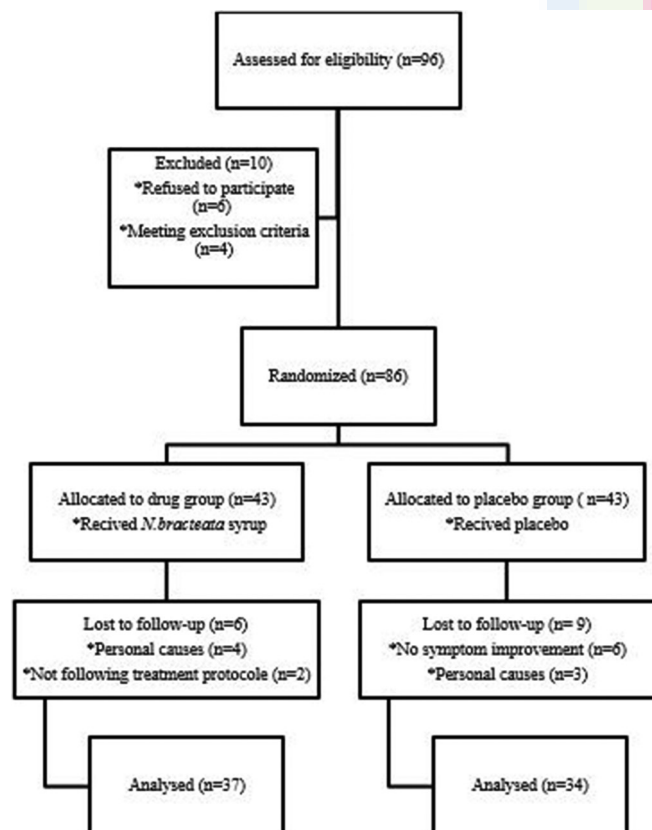 Assessed for eligibility (n=96)
Excluded (n=10)
*Refused to participate
(n=6)
*Meeting exclusion criteria
(n=4)
Randomized (n=86)
Allocated to drug group (n=43)
*Recived N.bracteata syrup
Allocated to placebo group ( n=43)
*Recived placebo
Lost to follow-up (n=6)
*Personal causes (n=4)
*Not following treatment protocole (n=2)
Lost to follow-up (n= 9)
*No symptom improvement (n=6)
*Personal causes (n=3)
Analysed (n=37)
Analysed (n=34)